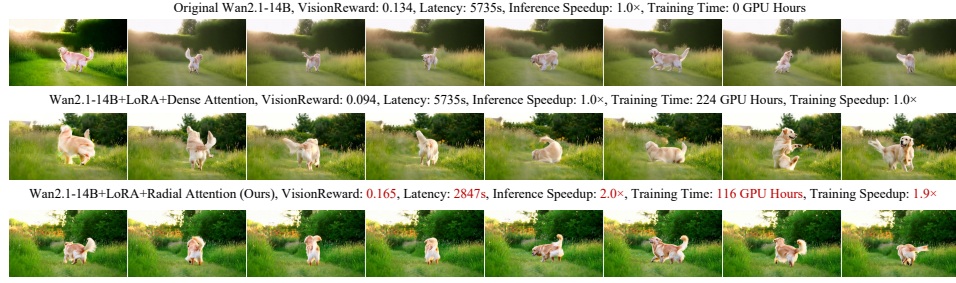 Original Wan2.1-14B, VisionReward: 0.134, Latency: 5735s, Inference Speedup: 1.0×, Training Time: 0 GPU Hours
Wan2.1-14B+LoRA+Dense Attention, VisionReward: 0.094, Latency: 5735s, Inference Speedup: 1.0×, Training Time: 224 GPU Hours, Training Speedup: 1.0×
Wan2.1-14B+LoRA+Radial Attention (Ours), VisionReward: 0.165, Latency: 2847s, Inference Speedup: 2.0×, Training Time: 116 GPU Hours, Training Speedup: 1.9×